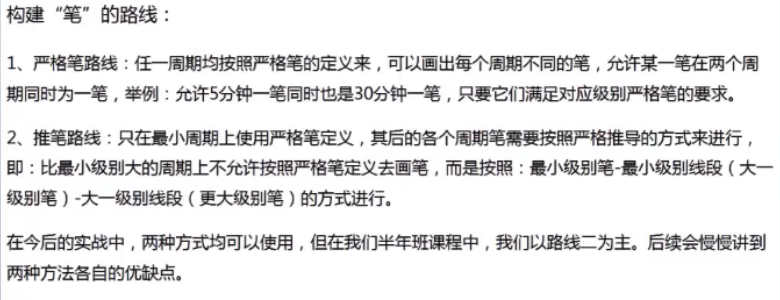 构建“笔”的路线：
1、严格笔路线：任一周期均按照严格笔的定义来，可以画出每个周期不同的笔，允许某一笔在两个周
期同时为一笔，举例：允许5分钟一笔同时也是30分钟一笔，只要它们满足对应级别严格笔的要求。
2、推笔路线：只在最小周期上使用严格笔定义，其后的各个周期笔需要按照严格推导的方式来进行，
即：比最小级别大的周期上不允许按照严格笔定义去画笔，而是按照：最小级别笔-最小级别线段（大一
级别笔）-大一级别线段（更大级别笔）的方式进行。
在今后的实战中，两种方式均可以使用，但在我们半年班课程中，我们以路线二为主。后续会慢慢讲到
两种方法各自的优缺点。